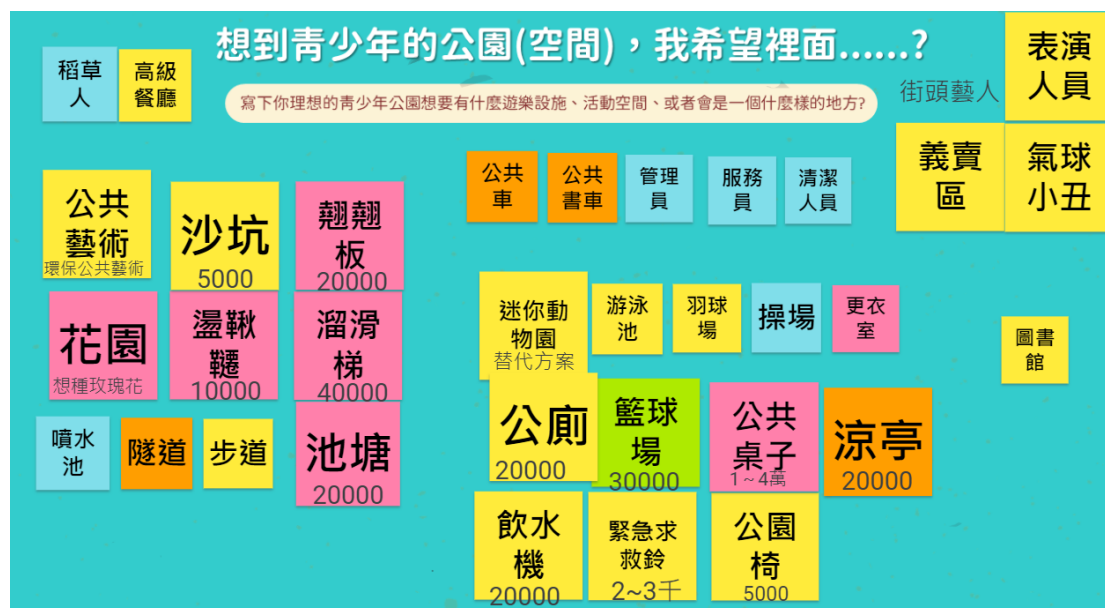 想到青少年的公園(空間)，我希望裡面......?
寫下你理想的青少年公園想要有什麼遊樂設施、活動空間、或者會是一個什麼樣的地方?
稻草
人
高級
餐廳
街頭藝人
表演
人員
義賣
區
氣球
小丑
公共
藝術
環保公共藝術
沙坑
5000
翹翹
板
20000
花園
想種玫瑰花
盪鞦
韆
10000
溜滑
梯
40000
噴水
池
隧道
步道
池塘
20000
公共
車
公共
書車
管理
員
服務
員
清潔
人員
迷你動
物園
替代方案
游泳
池
羽球
場
操場
更衣
室
圖書
館
公廁
20000
籃球
場
30000
公共
桌子
1~4萬
涼亭
20000
飲水
機
20000
緊急求
救鈴
2~3千
公園
椅
5000